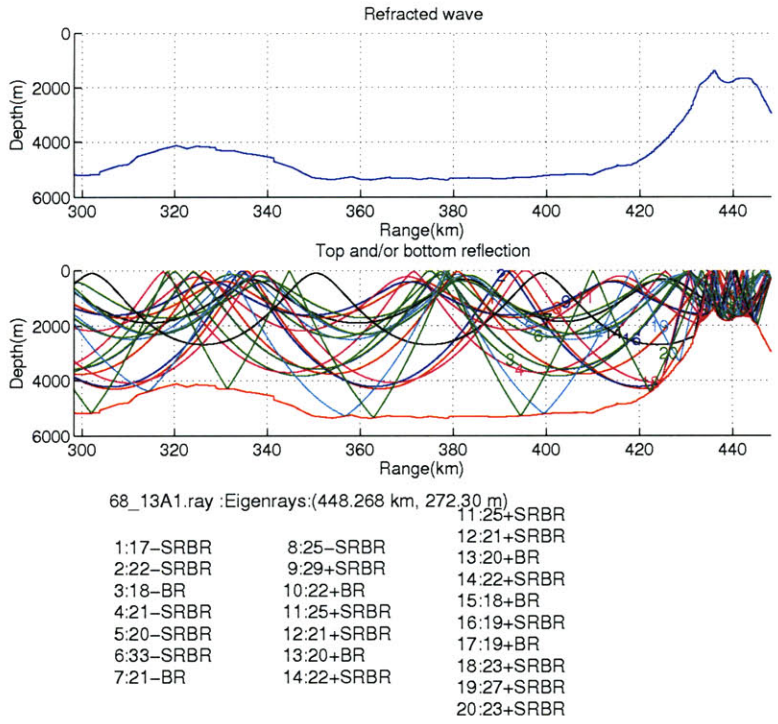 Refracted wave
0
2000
4000
6000
Depth(m)
300 320 340 360 380 400 420 440
Range(km)
Top and/or bottom reflection
0
2000
4000
6000
Depth(m)
300 320 340 360 380 400 420 440
Range(km)
68_13A1.ray :Eigenrays:(448.268 km, 272.30 m)
1:17−SRBR
2:22−SRBR
3:18−BR
4:21−SRBR
5:20−SRBR
6:33−SRBR
7:21−BR
8:25−SRBR
9:29+SRBR
10:22+BR
11:25+SRBR
12:21+SRBR
13:20+BR
14:22+SRBR
11:25+SRBR
12:21+SRBR
13:20+BR
14:22+SRBR
15:18+BR
16:19+SRBR
17:19+BR
18:23+SRBR
19:27+SRBR
20:23+SRBR